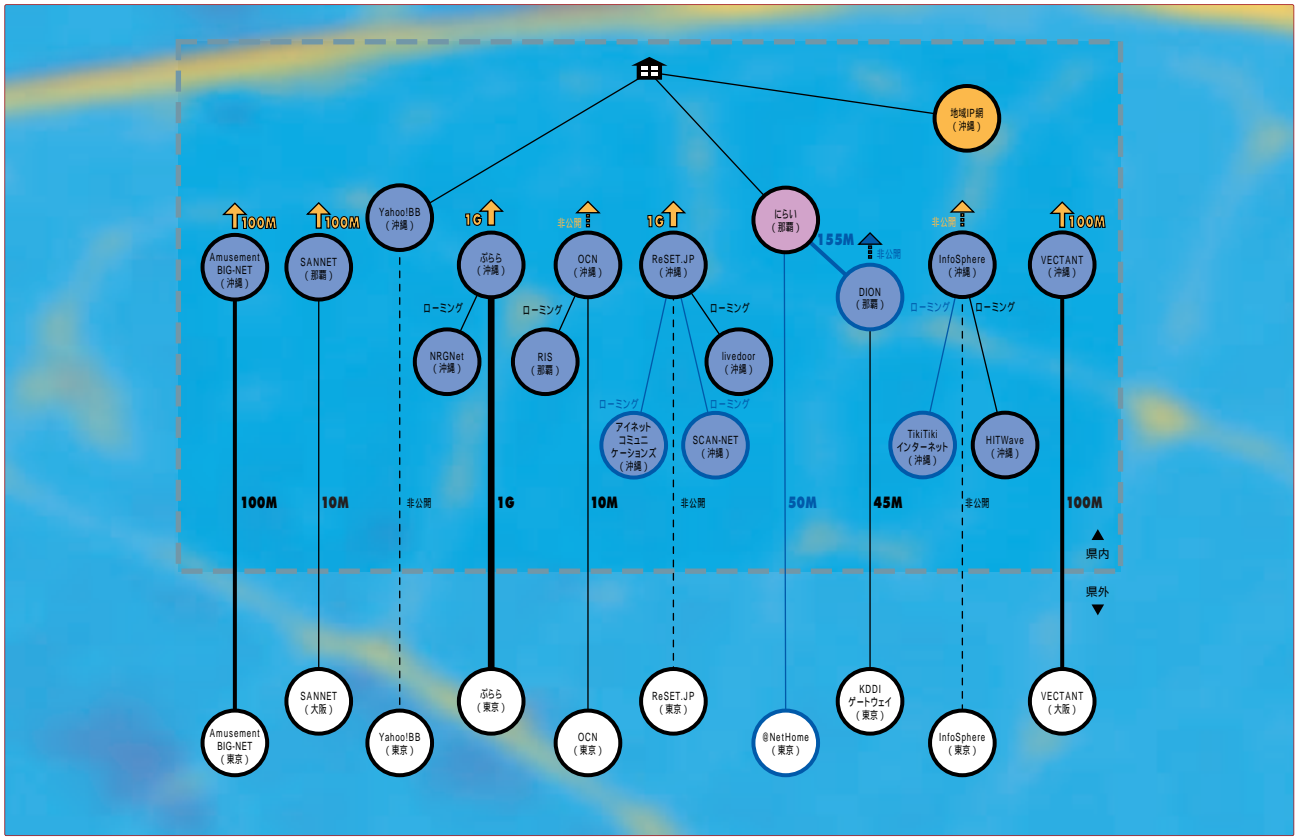 地域IP網
(沖縄)
Yahoo!BB
(沖縄)
にらい
(那覇)
100M
100M
1G
非公開
1G
155M
非公開
非公開
100M
Amusement
BIG-NET
(沖縄)
SANNET
(那覇)
ぷらら
(沖縄)
OCN
(沖縄)
ReSET.JP
(沖縄)
DION
(那覇)
InfoSphere
(沖縄)
VECTANT
(沖縄)
ローミング
ローミング
ローミング
ローミング
ローミング
NRGNet
(沖縄)
RIS
(那覇)
livedoor
(沖縄)
ローミング
ローミング
アイネット
コミュニ
ケーションズ
(沖縄)
SCAN-NET
(沖縄)
TikiTiki
インターネット
(沖縄)
HITWave
(沖縄)
100M
10M
非公開
1G
10M
非公開
50M
45M
非公開
100M
▲
県内
県外
▼
SANNET
(大阪)
ぷらら
(東京)
ReSET.JP
(東京)
KDDI
ゲートウェイ
(東京)
VECTANT
(大阪)
Amusement
BIG-NET
(東京)
Yahoo!BB
(東京)
OCN
(東京)
@NetHome
(東京)
InfoSphere
(東京)